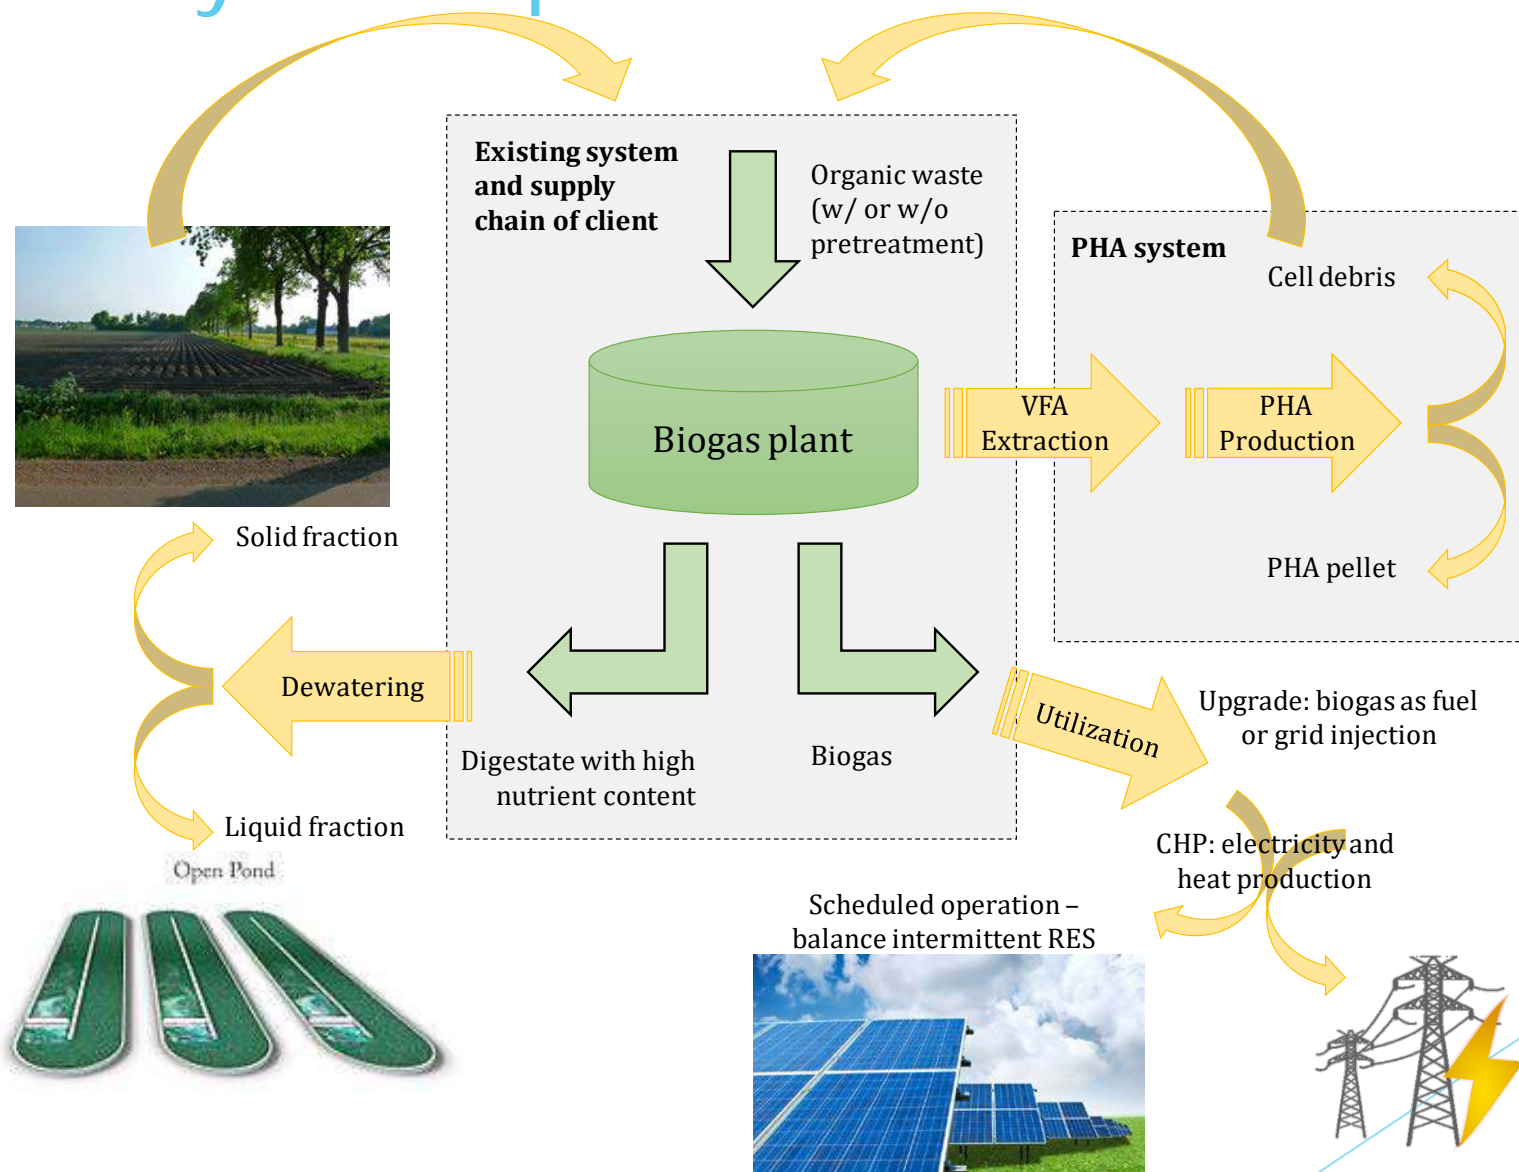 Existing system
and supply
chain of client
Organic waste
(w/ or w/o
pretreatment)
PHA system
Cell debris
VFA
Extraction
PHA
Production
Biogas plant
PHA pellet
Solid fraction
Dewatering
Liquid fraction
Digestate with high
nutrient content
Biogas
Utilization
Upgrade: biogas as fuel
or grid injection
CHP: electricity and
heat production
Scheduled operation –
balance intermittent RES
Open Pond